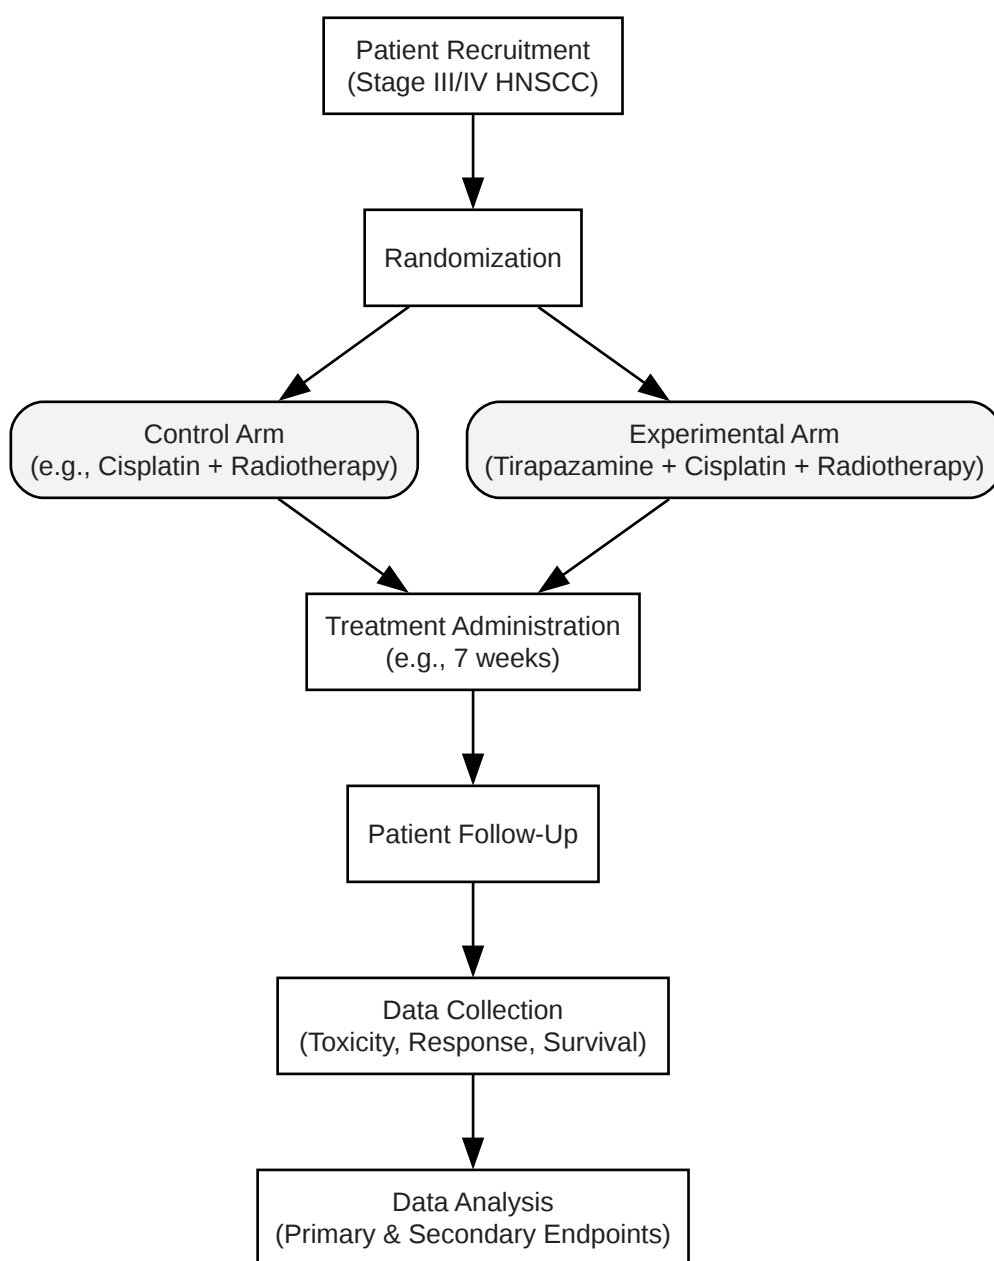 Patient Recruitment
(Stage III/IV HNSCC)
Randomization
Control Arm
(e.g., Cisplatin + Radiotherapy)
Experimental Arm
(Tirapazamine + Cisplatin + Radiotherapy)
Treatment Administration
(e.g., 7 weeks)
Patient Follow-Up
Data Collection
(Toxicity, Response, Survival)
Data Analysis
(Primary & Secondary Endpoints)